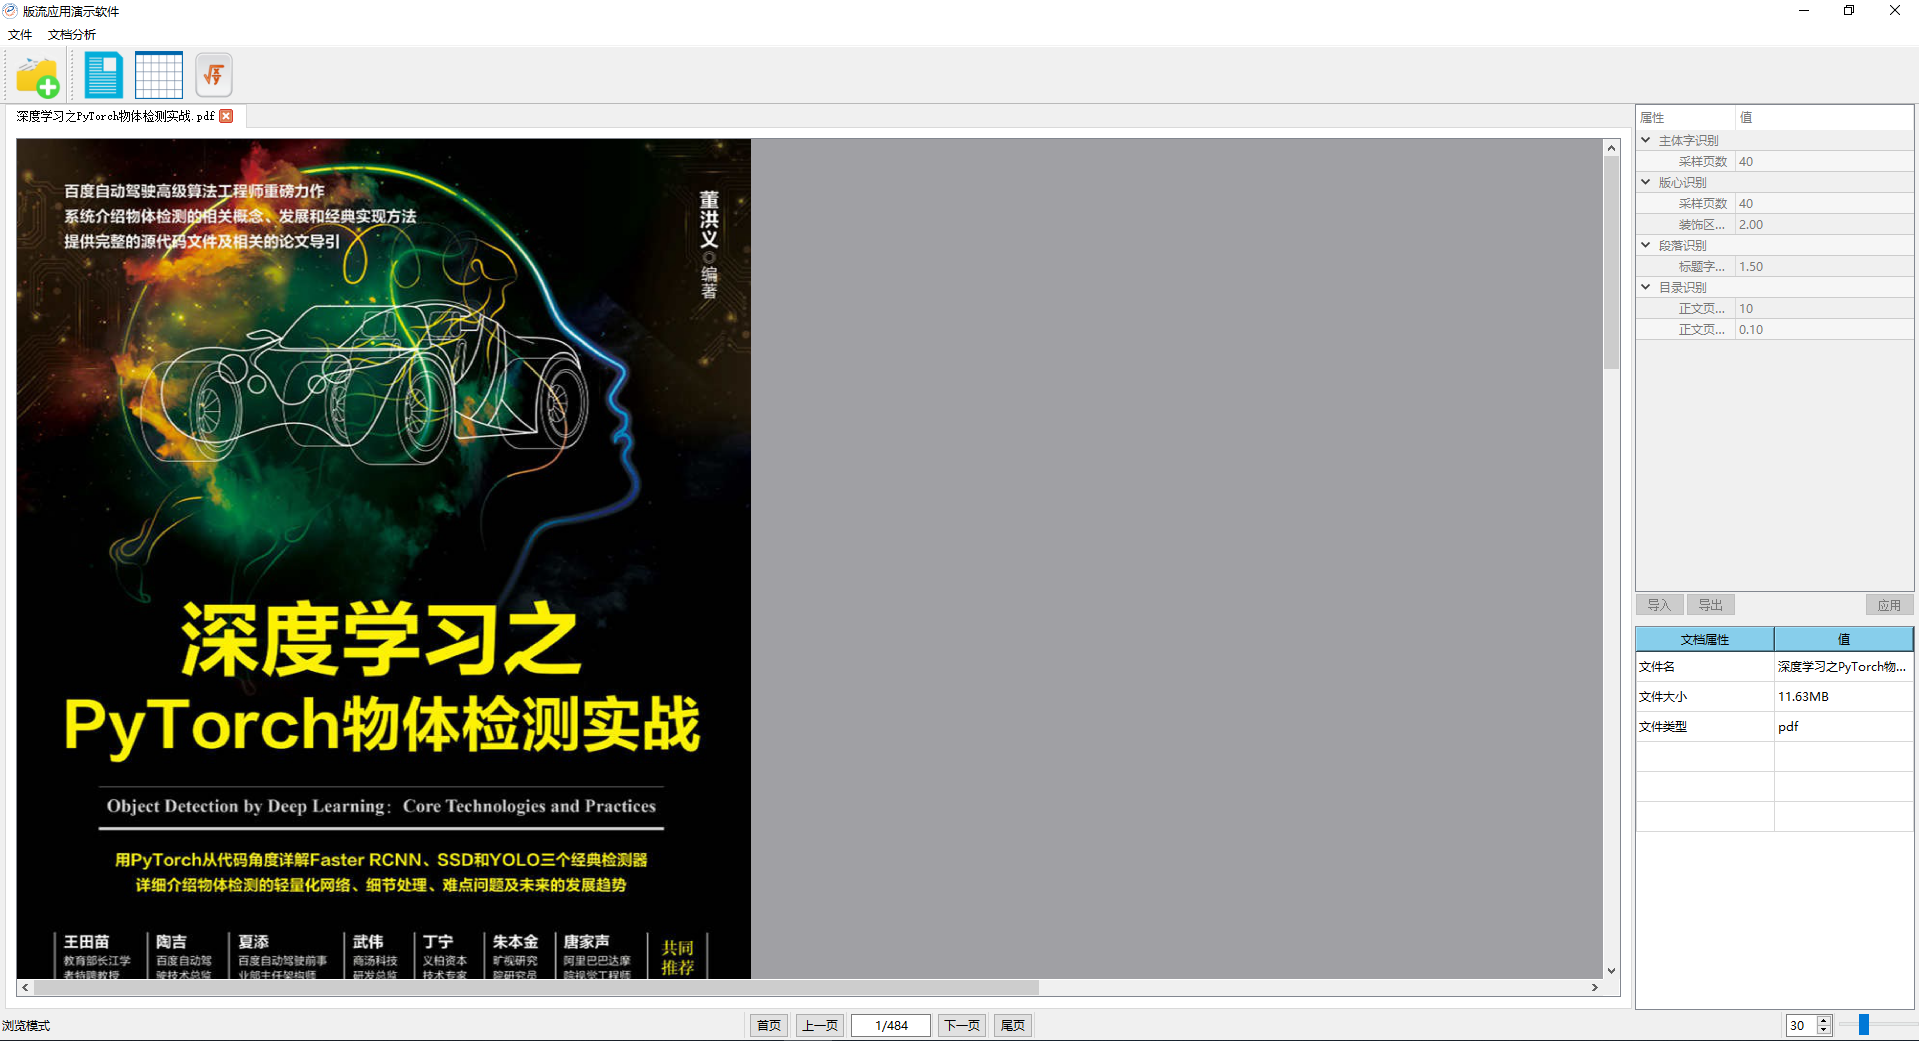 版流应用演示软件
文件 文档分析
深度学习之PyTorch物体检测实战.pdf
百度自动驾驶高级算法工程师重磅力作
系统介绍物体检测的相关概念、发展和经典实现方法
提供完整的源代码文件及相关的论文导引
董洪义◎编著
深度学习之
PyTorch物体检测实战
Object Detection by Deep Learning: Core Technologies and Practices
用PyTorch从代码角度详解Faster RCNN、SSD和YOLO三个经典检测器
详细介绍物体检测的轻量化网络、细节处理、难点问题及未来的发展趋势
王田苗 陶吉 夏添 武伟 丁宁 朱本金 唐家声 共同
教育部长江学 百度自动驾 百度自动驾驶前事 商汤科技 义柏资本 旷视研究 阿里巴巴达摩 推荐
者特聘教授 驶技术总监 业部主任架构师 研发总监 技术专家 院研究员 院视觉工程师
属性 值
主体字识别
采样页数 40
版心识别
采样页数 40
装饰区... 2.00
段落识别
标题字... 1.50
目录识别
正文页... 10
正文页... 0.10
导入 导出 应用
文档属性 值
文件名 深度学习之PyTorch物...
文件大小 11.63MB
文件类型 pdf
浏览模式 首页 上一页 1/484 下一页 尾页 30